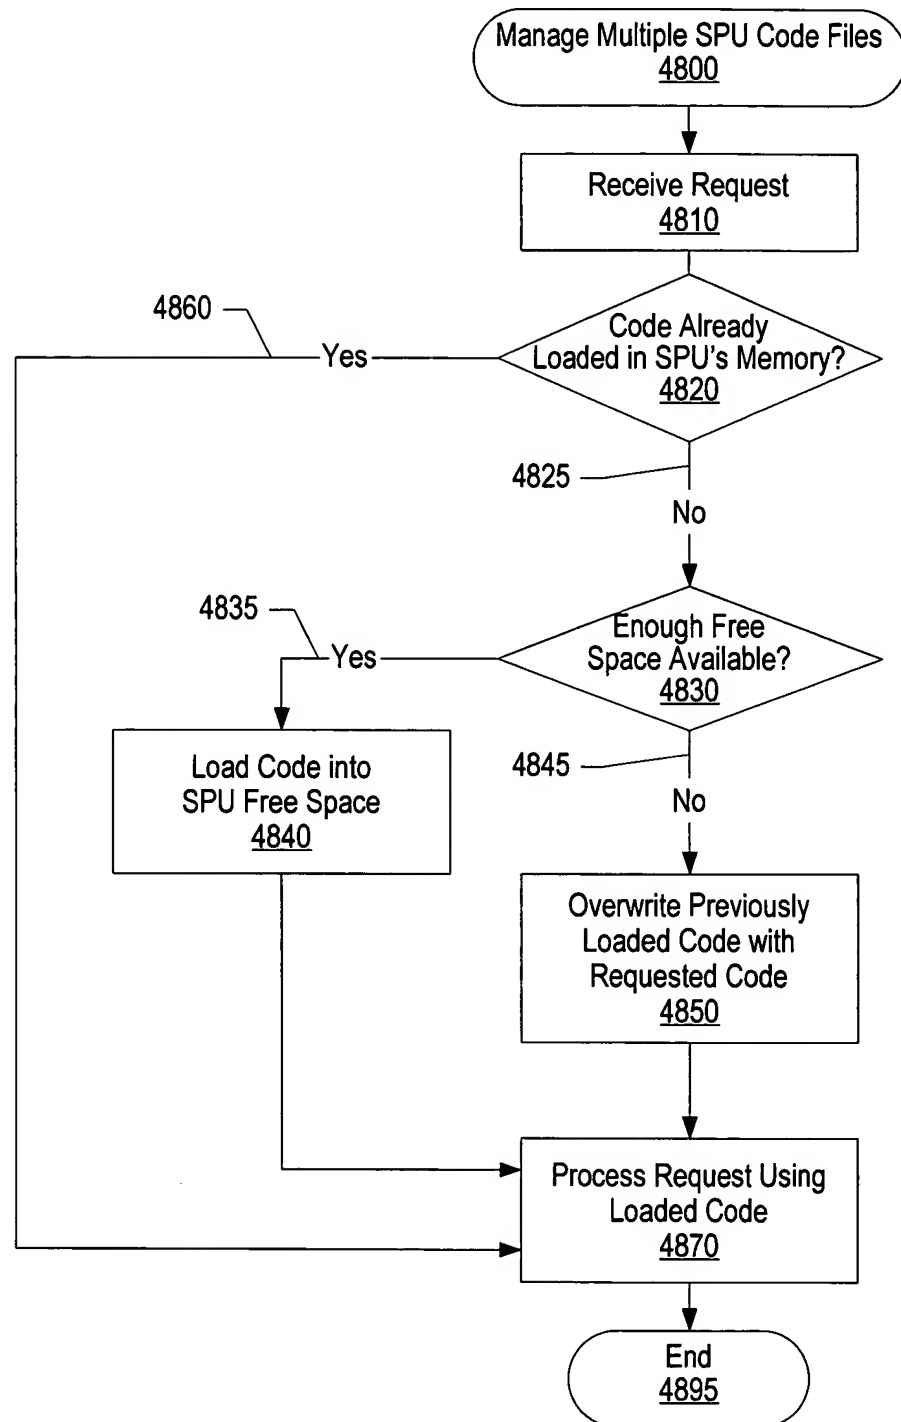 Manage Multiple SPU Code Files
4800
Receive Request
4810
4860
Yes
Code Already
Loaded in SPU's Memory?
4820
4825
No
4835
Yes
Enough Free
Space Available?
4830
4845
No
Load Code into
SPU Free Space
4840
Overwrite Previously
Loaded Code with
Requested Code
4850
Process Request Using
Loaded Code
4870
End
4895